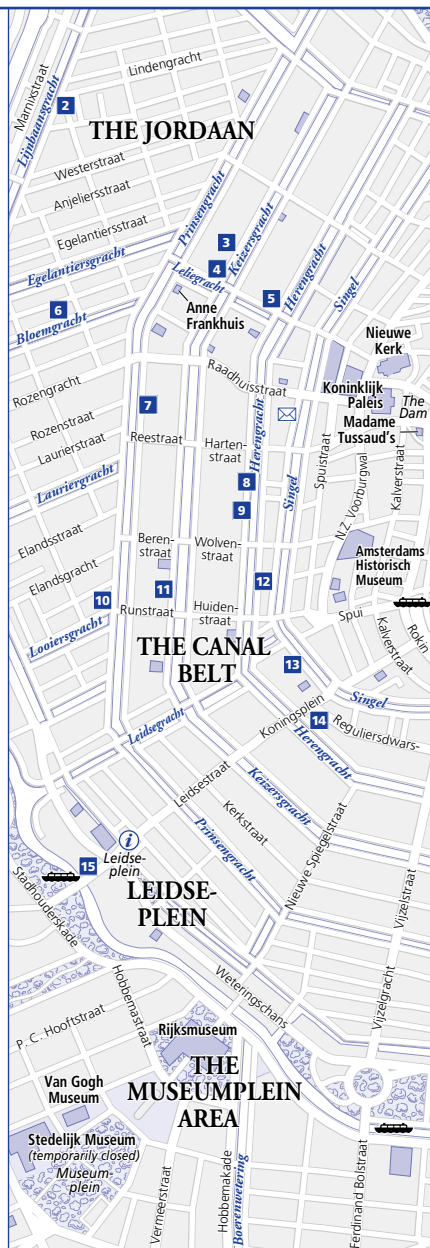 Lindengracht
Marnixstraat
Lijnbaansgracht
2
THE JORDAAN
Westerstraat
Anjeliersstraat
Egelantiersstraat
Prinsengracht
Egelantiersgracht
3
Keizersgracht
4
Leliegracht
5
Herengracht
Singel
6
Bloemgracht
Anne
Frankhuis
Nieuwe
Kerk
Raadhuisstraat
Koninklijk
Paleis
The
Dam
Madame
Tussaud's
Rozengracht
7
Rozenstraat
Laurierstraat
Reestraat
Harten-
straat
Herengracht
Singel
Spuistraat
N.Z. Voorburgwal
Kalverstraat
Lauriergracht
8
9
Elandsstraat
Beren-
straat
Wolven-
straat
Amsterdams
Historisch
Museum
Elandsgracht
10
11
12
Runstraat
Huiden-
straat
Spui
Looiersgracht
Kalverstraat
Rokin
THE CANAL
BELT
13
Singel
Leidsegracht
Koningsplein
14
Herengracht
Reguliersdwars-
Leidsestraat
Keizersgracht
Kerkstraat
Prinsengracht
Nieuwe Spiegelstraat
i
Leidse-
plein
15
Stadhouderskade
LEIDSE-
PLEIN
Vijzelstraat
Weteringschans
Vijzelgracht
Hobbemastraat
P. C. Hooftstraat
Rijksmuseum
THE
MUSEUMPLEIN
AREA
Van Gogh
Museum
Stedelijk Museum
(temporarily closed)
Museum-
plein
Vermeerstraat
Hobbemakade
Boerenwetering
Ferdinand Bolstraat